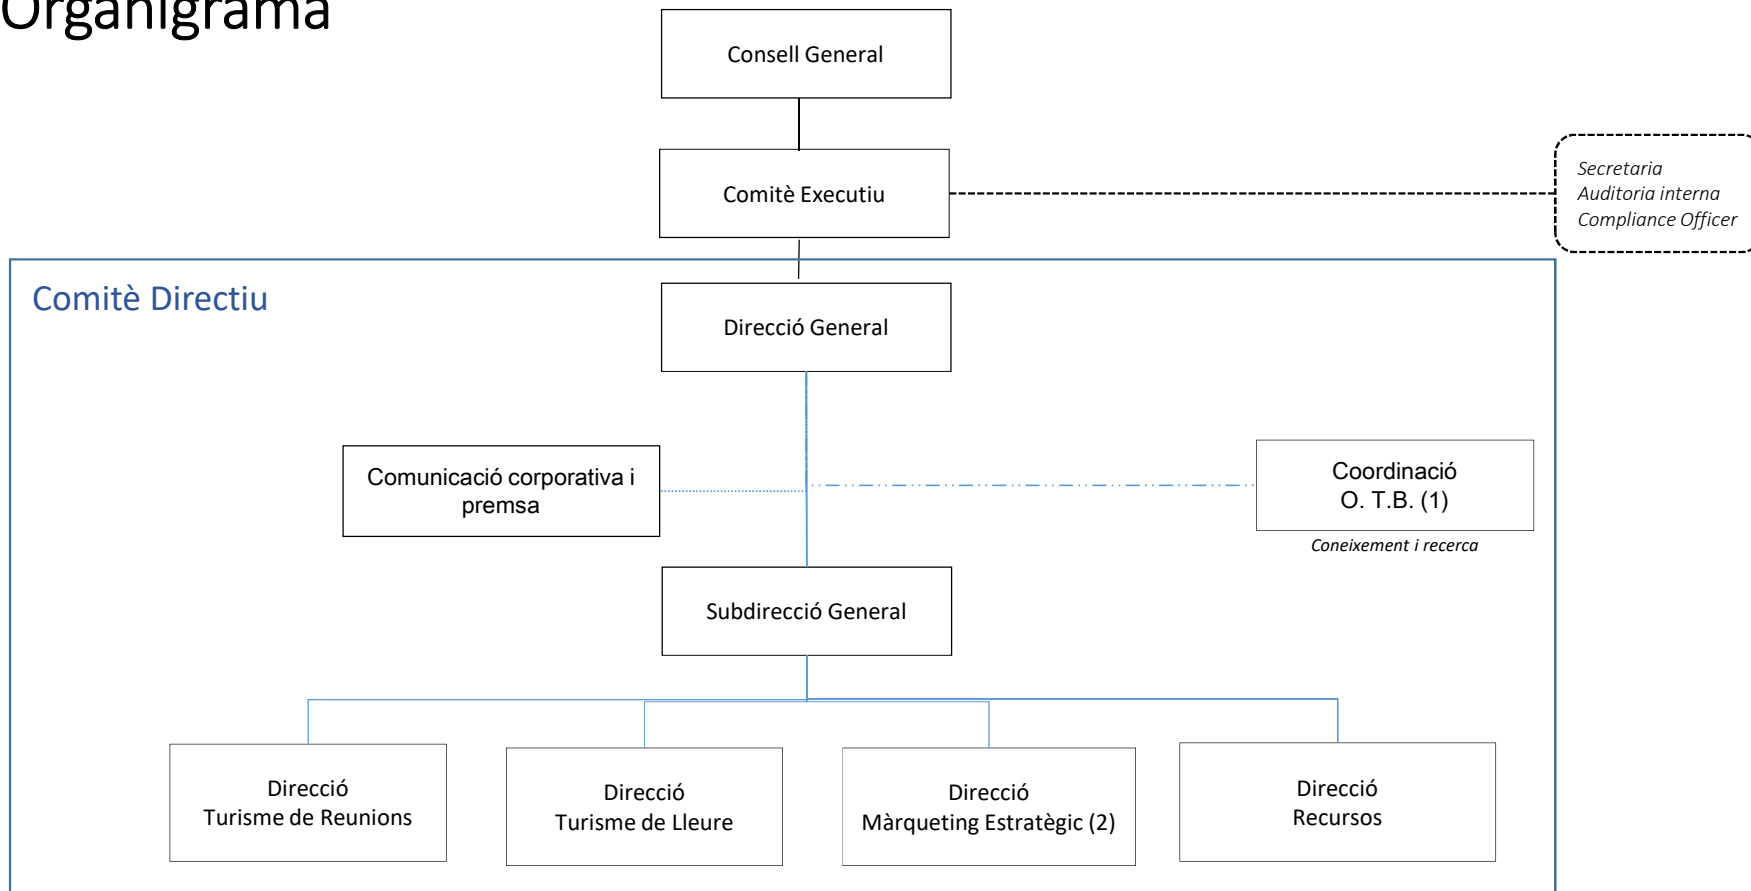 Organigrama
Consell General
Comitè Executiu
Secretaria
Auditoria interna
Compliance Officer
Comitè Directiu
Direcció General
Comunicació corporativa i
premsa
Coordinació
O. T.B. (1)
Coneixement i recerca
Subdirecció General
Direcció
Turisme de Reunions
Direcció
Turisme de Lleure
Direcció
Màrqueting Estratègic (2)
Direcció
Recursos